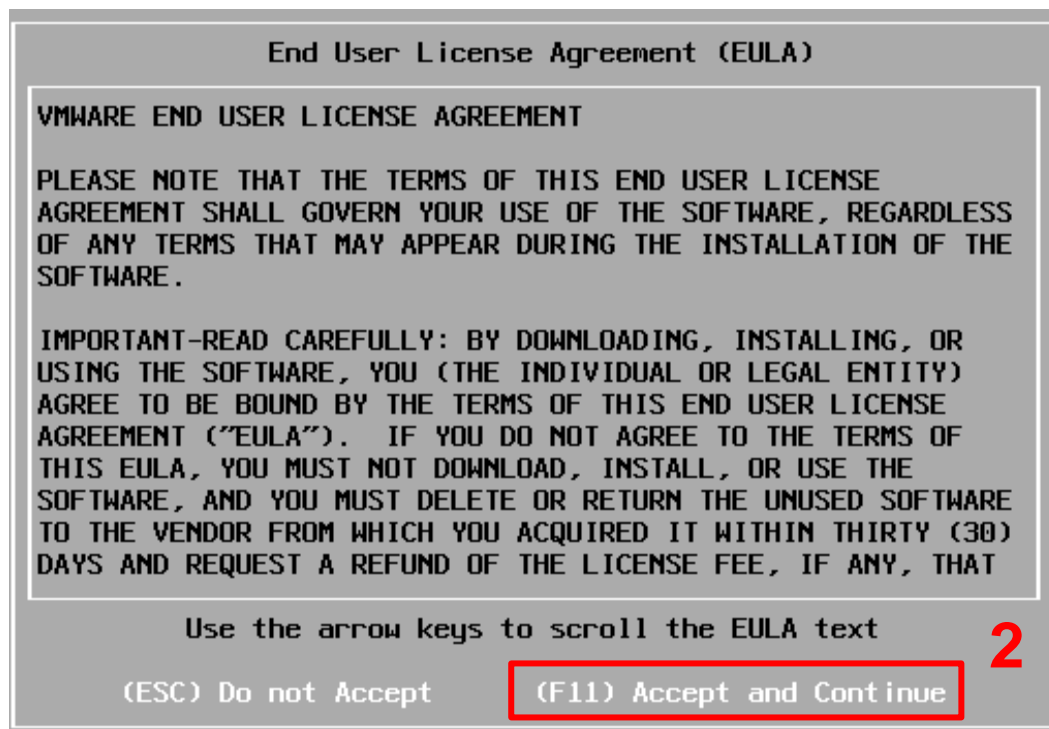 End User License Agreement (EULA)
VMWARE END USER LICENSE AGREEMENT
PLEASE NOTE THAT THE TERMS OF THIS END USER LICENSE
AGREEMENT SHALL GOVERN YOUR USE OF THE SOFTWARE, REGARDLESS
OF ANY TERMS THAT MAY APPEAR DURING THE INSTALLATION OF THE
SOFTWARE.
IMPORTANT-READ CAREFULLY: BY DOWNLOADING, INSTALLING, OR
USING THE SOFTWARE, YOU (THE INDIVIDUAL OR LEGAL ENTITY)
AGREE TO BE BOUND BY THE TERMS OF THIS END USER LICENSE
AGREEMENT ("EULA").  IF YOU DO NOT AGREE TO THE TERMS OF
THIS EULA, YOU MUST NOT DOWNLOAD, INSTALL, OR USE THE
SOFTWARE, AND YOU MUST DELETE OR RETURN THE UNUSED SOFTWARE
TO THE VENDOR FROM WHICH YOU ACQUIRED IT WITHIN THIRTY (30)
DAYS AND REQUEST A REFUND OF THE LICENSE FEE, IF ANY, THAT
Use the arrow keys to scroll the EULA text
2
(ESC) Do not Accept (F11) Accept and Continue